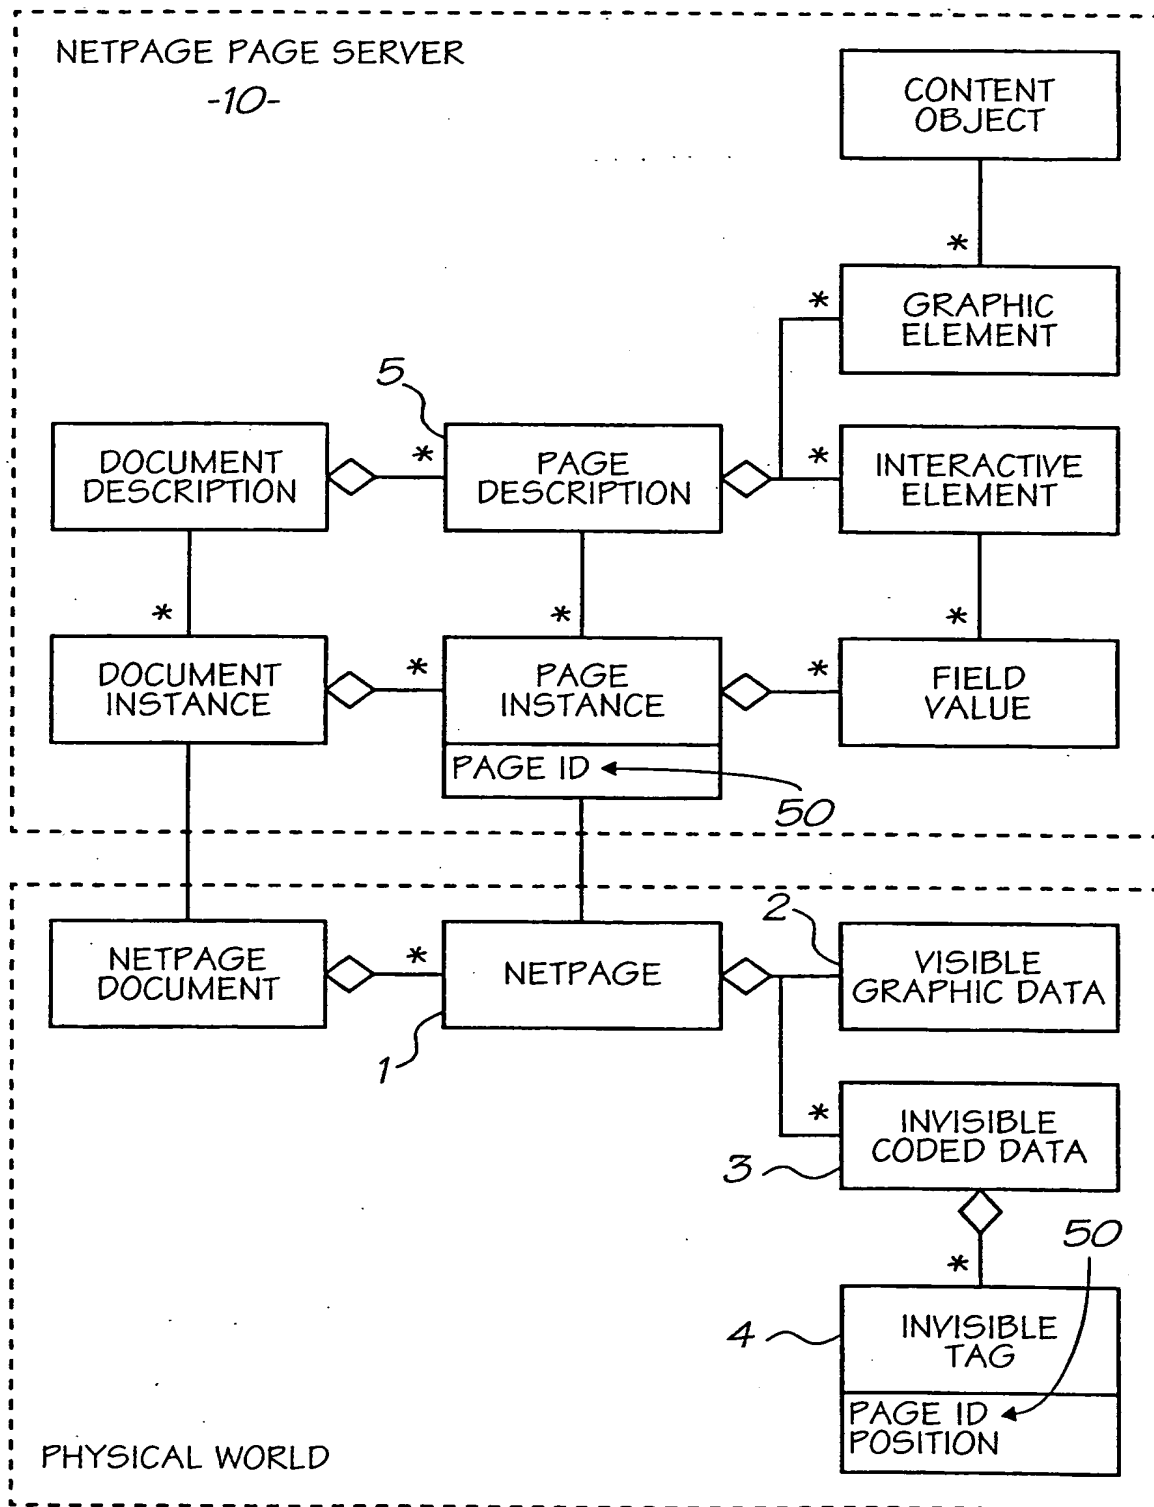 NETPAGE PAGE SERVER
-10-
CONTENT
OBJECT
*
*
GRAPHIC
ELEMENT
5
DOCUMENT
DESCRIPTION
*
PAGE
DESCRIPTION
*
INTERACTIVE
ELEMENT
*
*
*
DOCUMENT
INSTANCE
*
PAGE
INSTANCE
*
FIELD
VALUE
PAGE ID
50
NETPAGE
DOCUMENT
*
NETPAGE
1
2
VISIBLE
GRAPHIC DATA
*
INVISIBLE
CODED DATA
3
*
50
4
INVISIBLE
TAG
PAGE ID
POSITION
PHYSICAL WORLD